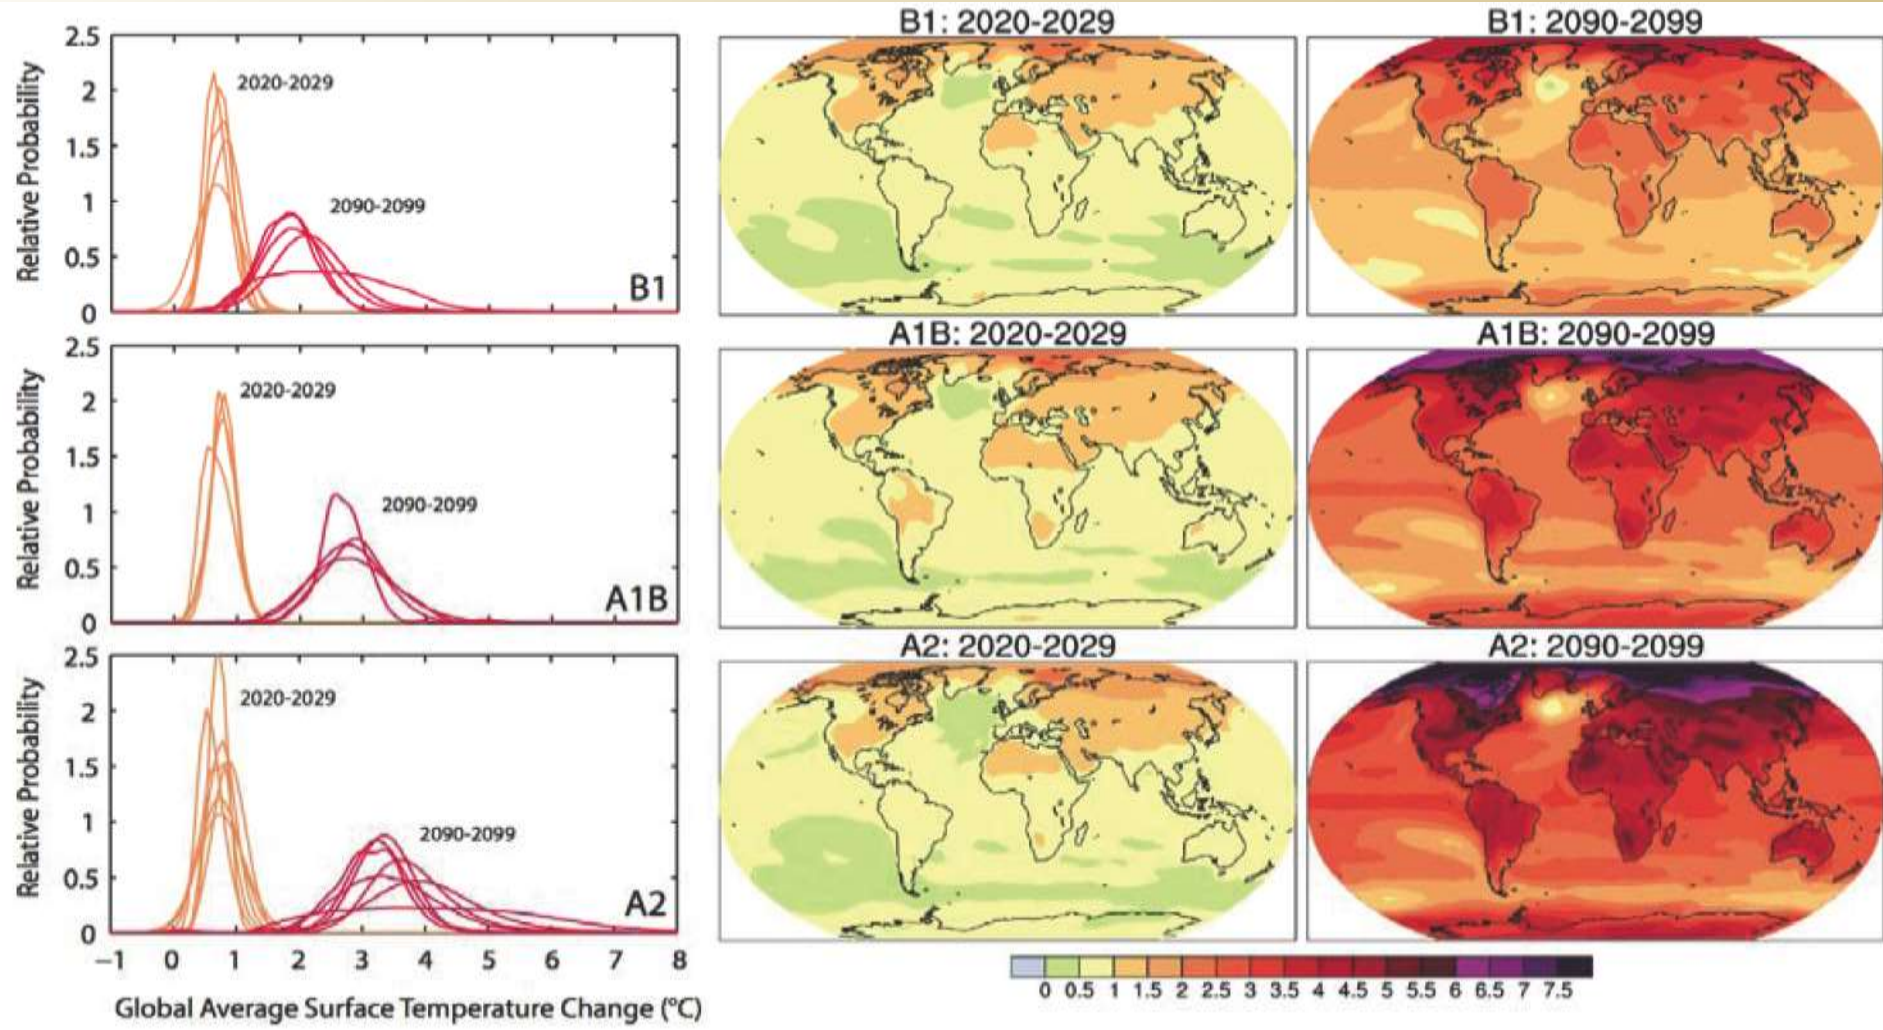 B1: 2020-2029
B1: 2090-2099
2.5
2
1.5
1
0.5
0
Relative Probability
2020-2029
2090-2099
B1
A1B: 2020-2029
A1B: 2090-2099
2.5
2
1.5
1
0.5
0
Relative Probability
2020-2029
2090-2099
A1B
A2: 2020-2029
A2: 2090-2099
2.5
2
1.5
1
0.5
0
Relative Probability
2020-2029
2090-2099
A2
−1 0 1 2 3 4 5 6 7 8
Global Average Surface Temperature Change (°C)
0 0.5 1 1.5 2 2.5 3 3.5 4 4.5 5 5.5 6 6.5 7 7.5